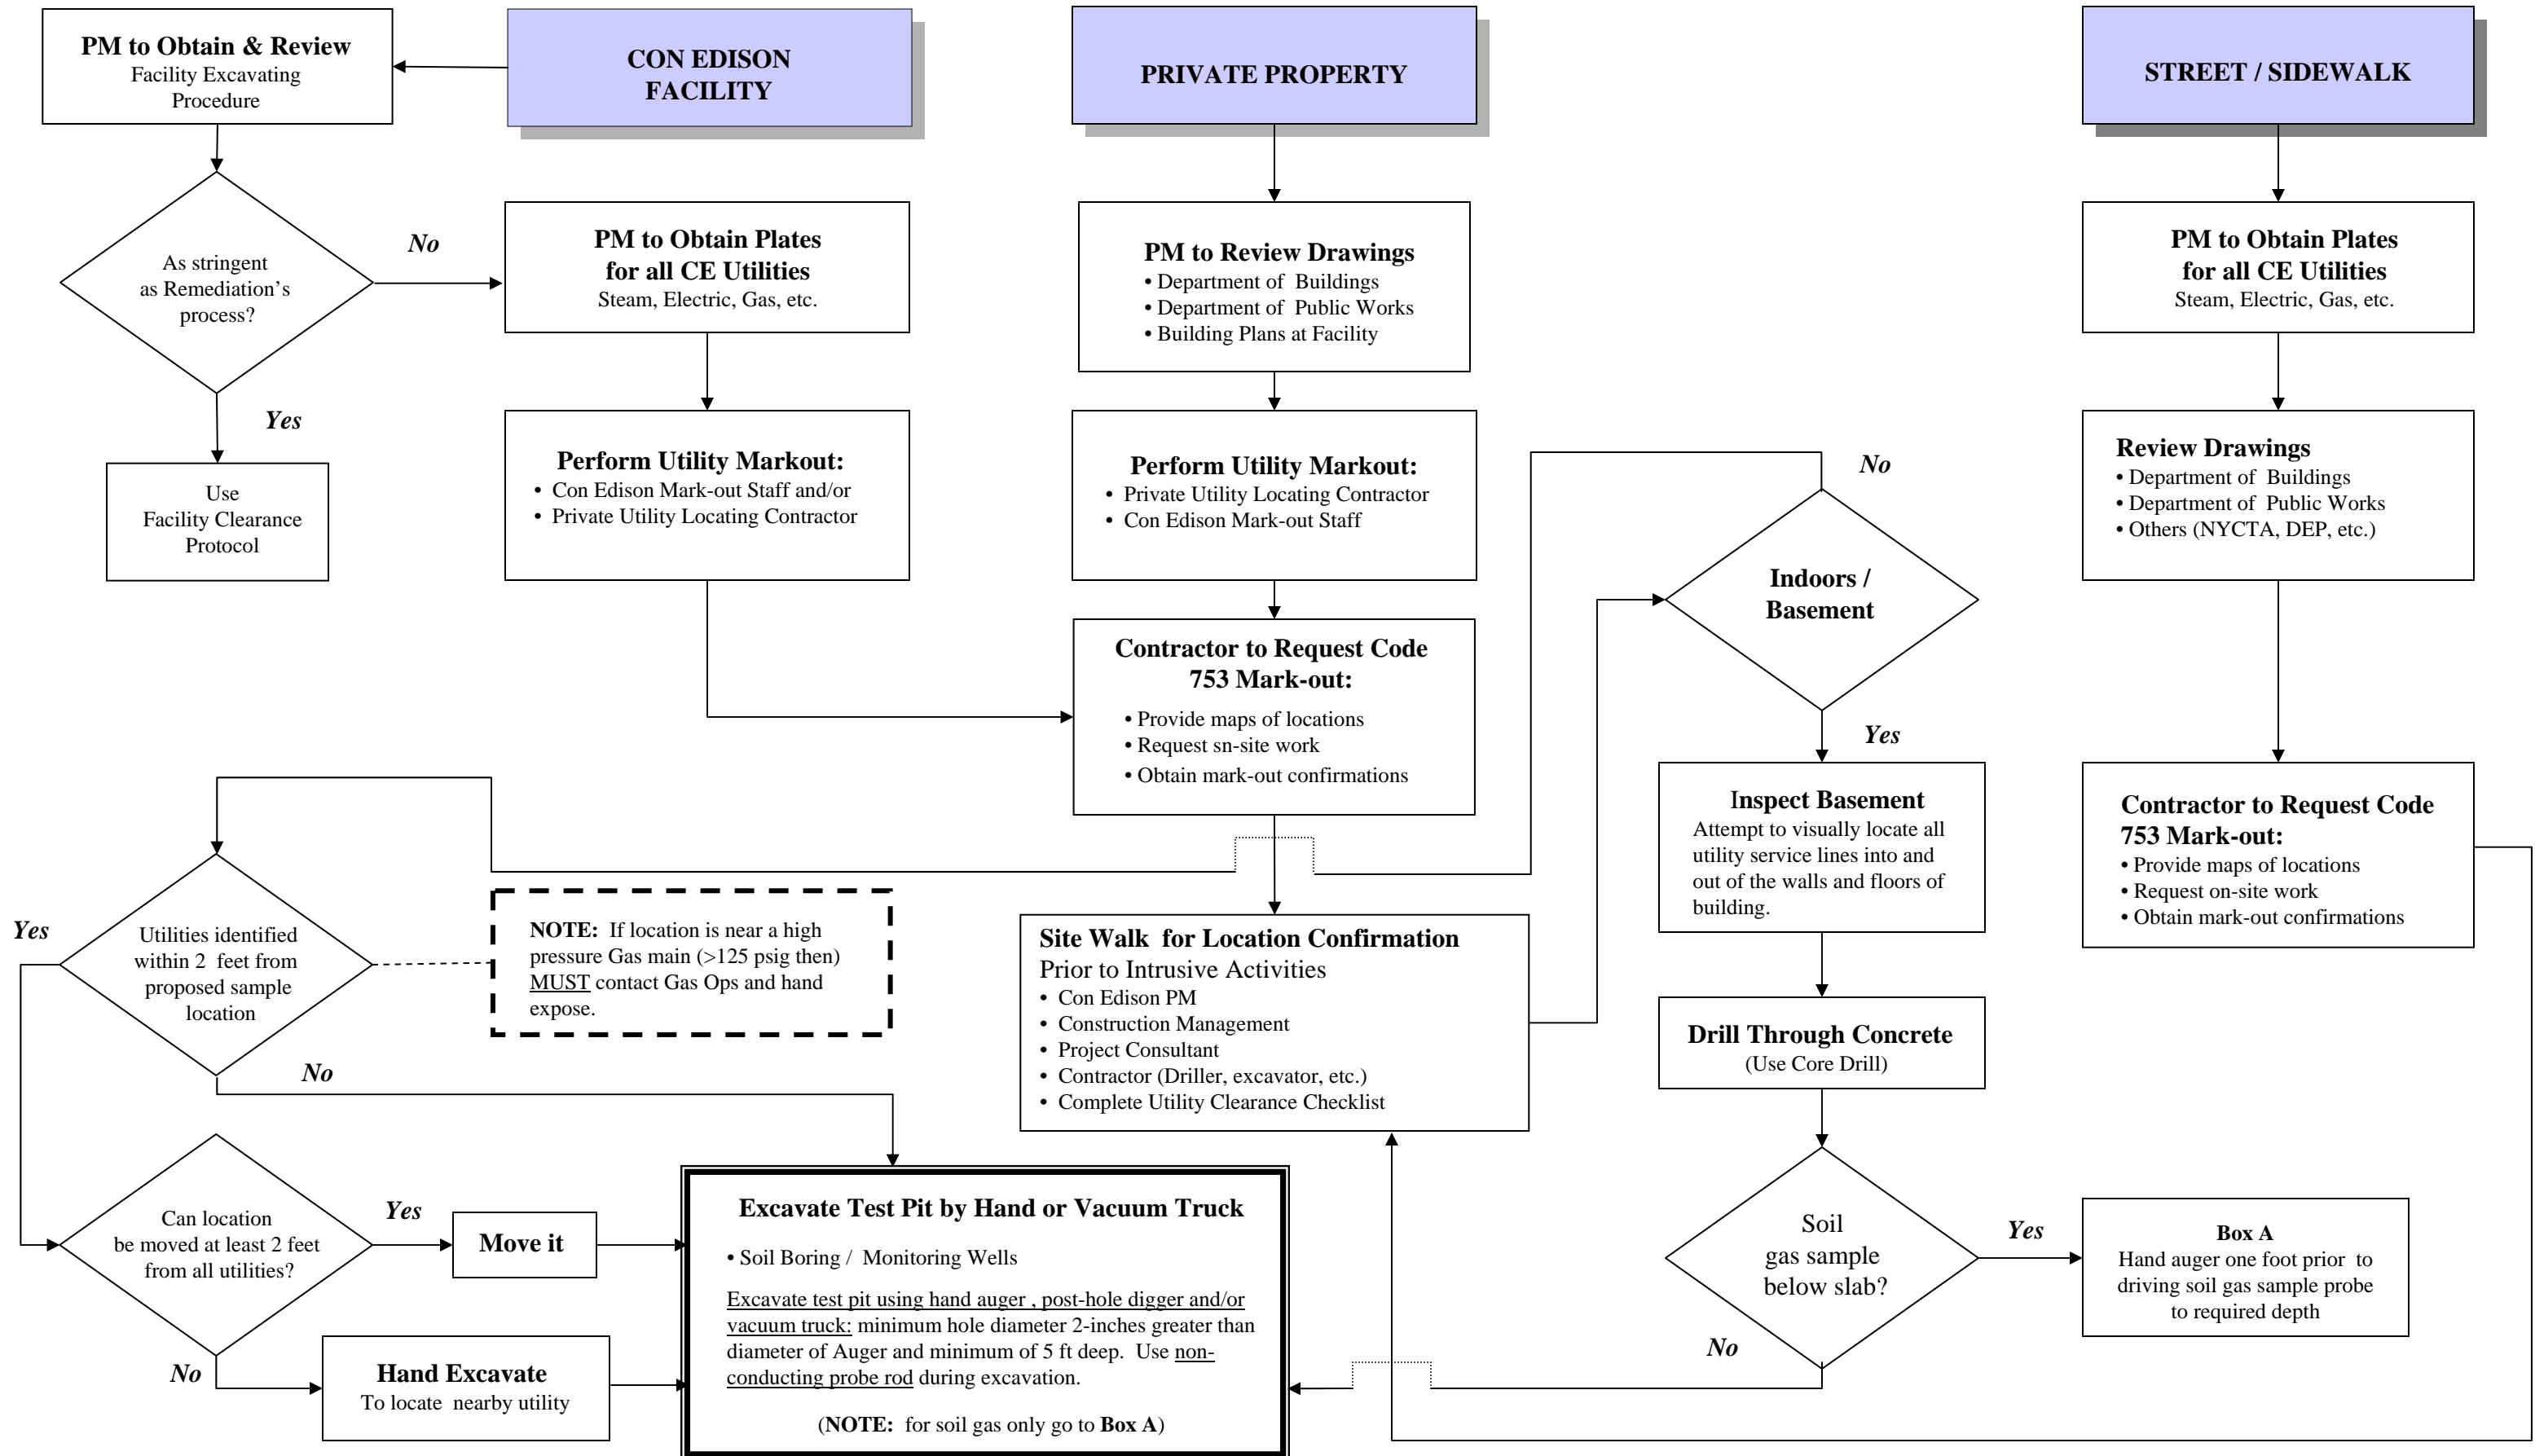 PM to Obtain & Review
Facility Excavating
Procedure
CON EDISON
FACILITY
PRIVATE PROPERTY
STREET / SIDEWALK
As stringent
as Remediation’s
process?
No
Yes
Use
Facility Clearance
Protocol
PM to Obtain Plates
for all CE Utilities
Steam, Electric, Gas, etc.
Perform Utility Markout:
• Con Edison Mark-out Staff and/or
• Private Utility Locating Contractor
PM to Review Drawings
• Department of Buildings
• Department of Public Works
• Building Plans at Facility
Perform Utility Markout:
• Private Utility Locating Contractor
• Con Edison Mark-out Staff
Contractor to Request Code
753 Mark-out:
• Provide maps of locations
• Request sn-site work
• Obtain mark-out confirmations
Site Walk for Location Confirmation
Prior to Intrusive Activities
• Con Edison PM
• Construction Management
• Project Consultant
• Contractor (Driller, excavator, etc.)
• Complete Utility Clearance Checklist
PM to Obtain Plates
for all CE Utilities
Steam, Electric, Gas, etc.
Review Drawings
• Department of Buildings
• Department of Public Works
• Others (NYCTA, DEP, etc.)
Contractor to Request Code
753 Mark-out:
• Provide maps of locations
• Request on-site work
• Obtain mark-out confirmations
No
Indoors /
Basement
Yes
Inspect Basement
Attempt to visually locate all
utility service lines into and
out of the walls and floors of
building.
Drill Through Concrete
(Use Core Drill)
Soil
gas sample
below slab?
Yes
No
Box A
Hand auger one foot prior to
driving soil gas sample probe
to required depth
Yes
Utilities identified
within 2 feet from
proposed sample
location
No
NOTE: If location is near a high
pressure Gas main (>125 psig then)
MUST contact Gas Ops and hand
expose.
Can location
be moved at least 2 feet
from all utilities?
Yes
Move it
No
Hand Excavate
To locate nearby utility
Excavate Test Pit by Hand or Vacuum Truck
• Soil Boring / Monitoring Wells
Excavate test pit using hand auger , post-hole digger and/or
vacuum truck: minimum hole diameter 2-inches greater than
diameter of Auger and minimum of 5 ft deep. Use non-
conducting probe rod during excavation.
(NOTE: for soil gas only go to Box A)